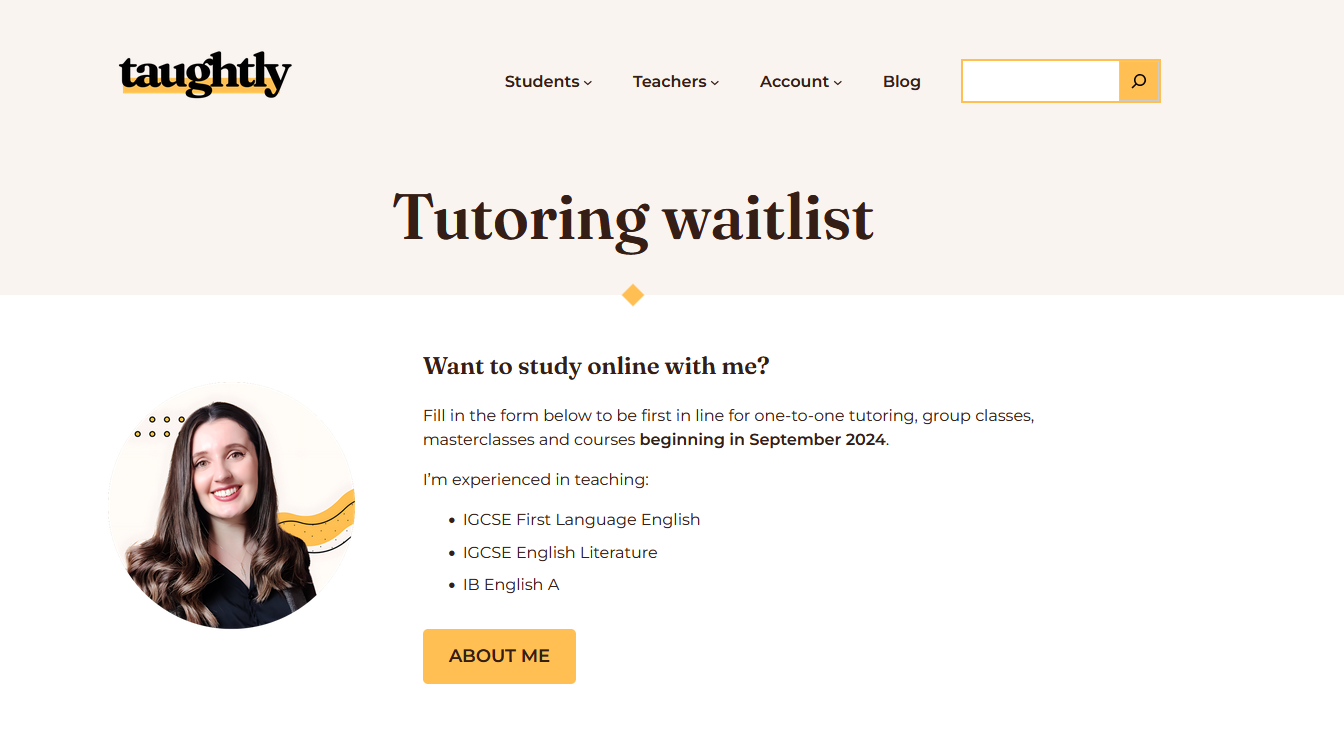 taughtly
Students
Teachers
Account
Blog
Tutoring waitlist
Want to study online with me?
Fill in the form below to be first in line for one-to-one tutoring, group classes,
masterclasses and courses beginning in September 2024.
I’m experienced in teaching:
• IGCSE First Language English
• IGCSE English Literature
• IB English A
ABOUT ME